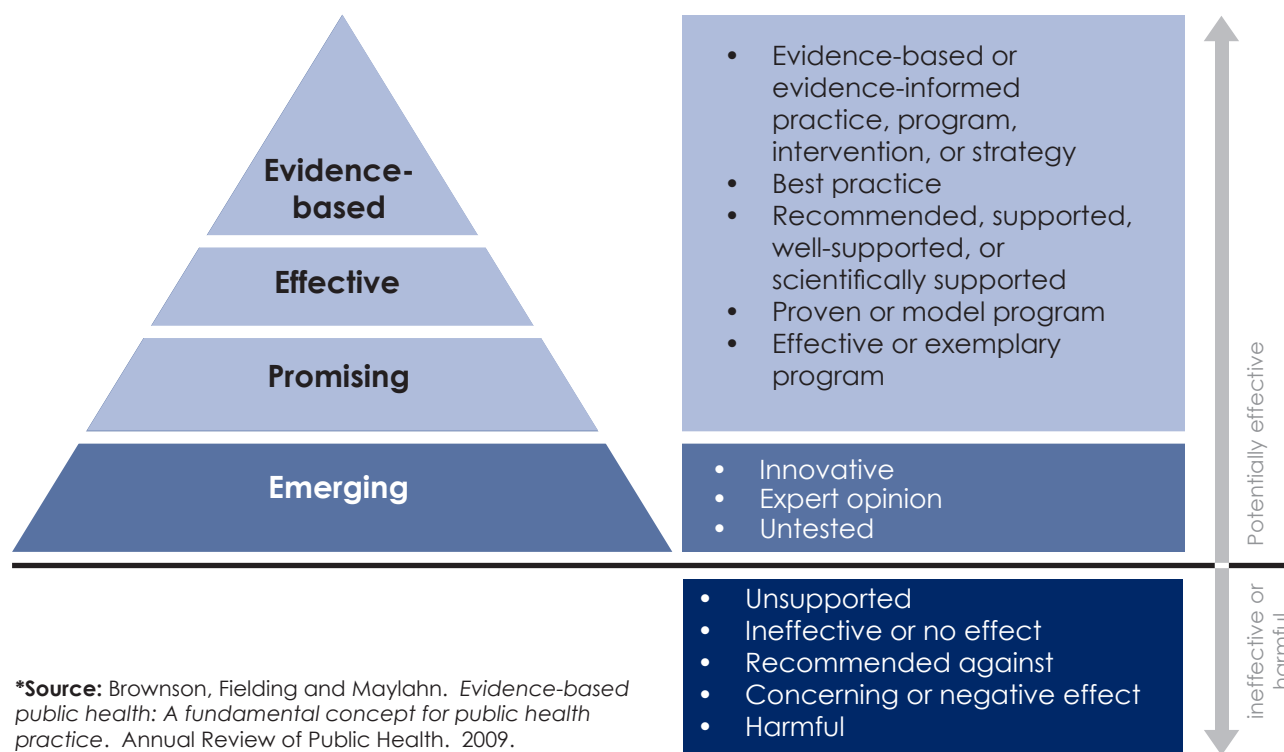 Evidence-
based
Effective
Promising
Emerging
• Evidence-based or
evidence-informed
practice, program,
intervention, or strategy
• Best practice
• Recommended, supported,
well-supported, or
scientifically supported
• Proven or model program
• Effective or exemplary
program
• Innovative
• Expert opinion
• Untested
• Unsupported
• Ineffective or no effect
• Recommended against
• Concerning or negative effect
• Harmful
Potentially effective
ineffective or
harmful
*Source: Brownson, Fielding and Maylahn. Evidence-based
public health: A fundamental concept for public health
practice. Annual Review of Public Health. 2009.